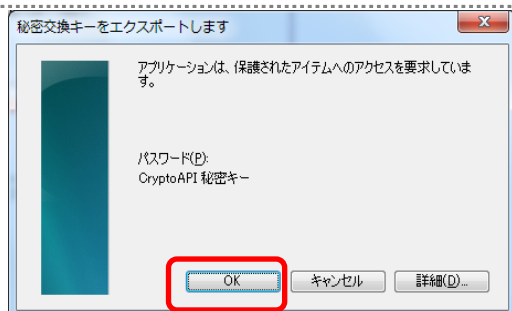 秘密交換キーをエクスポートします
アプリケーションは、保護されたアイテムへのアクセスを要求していま
す。
パスワード(P):
CryptoAPI 秘密キー
OK
キャンセル
詳細(D)...